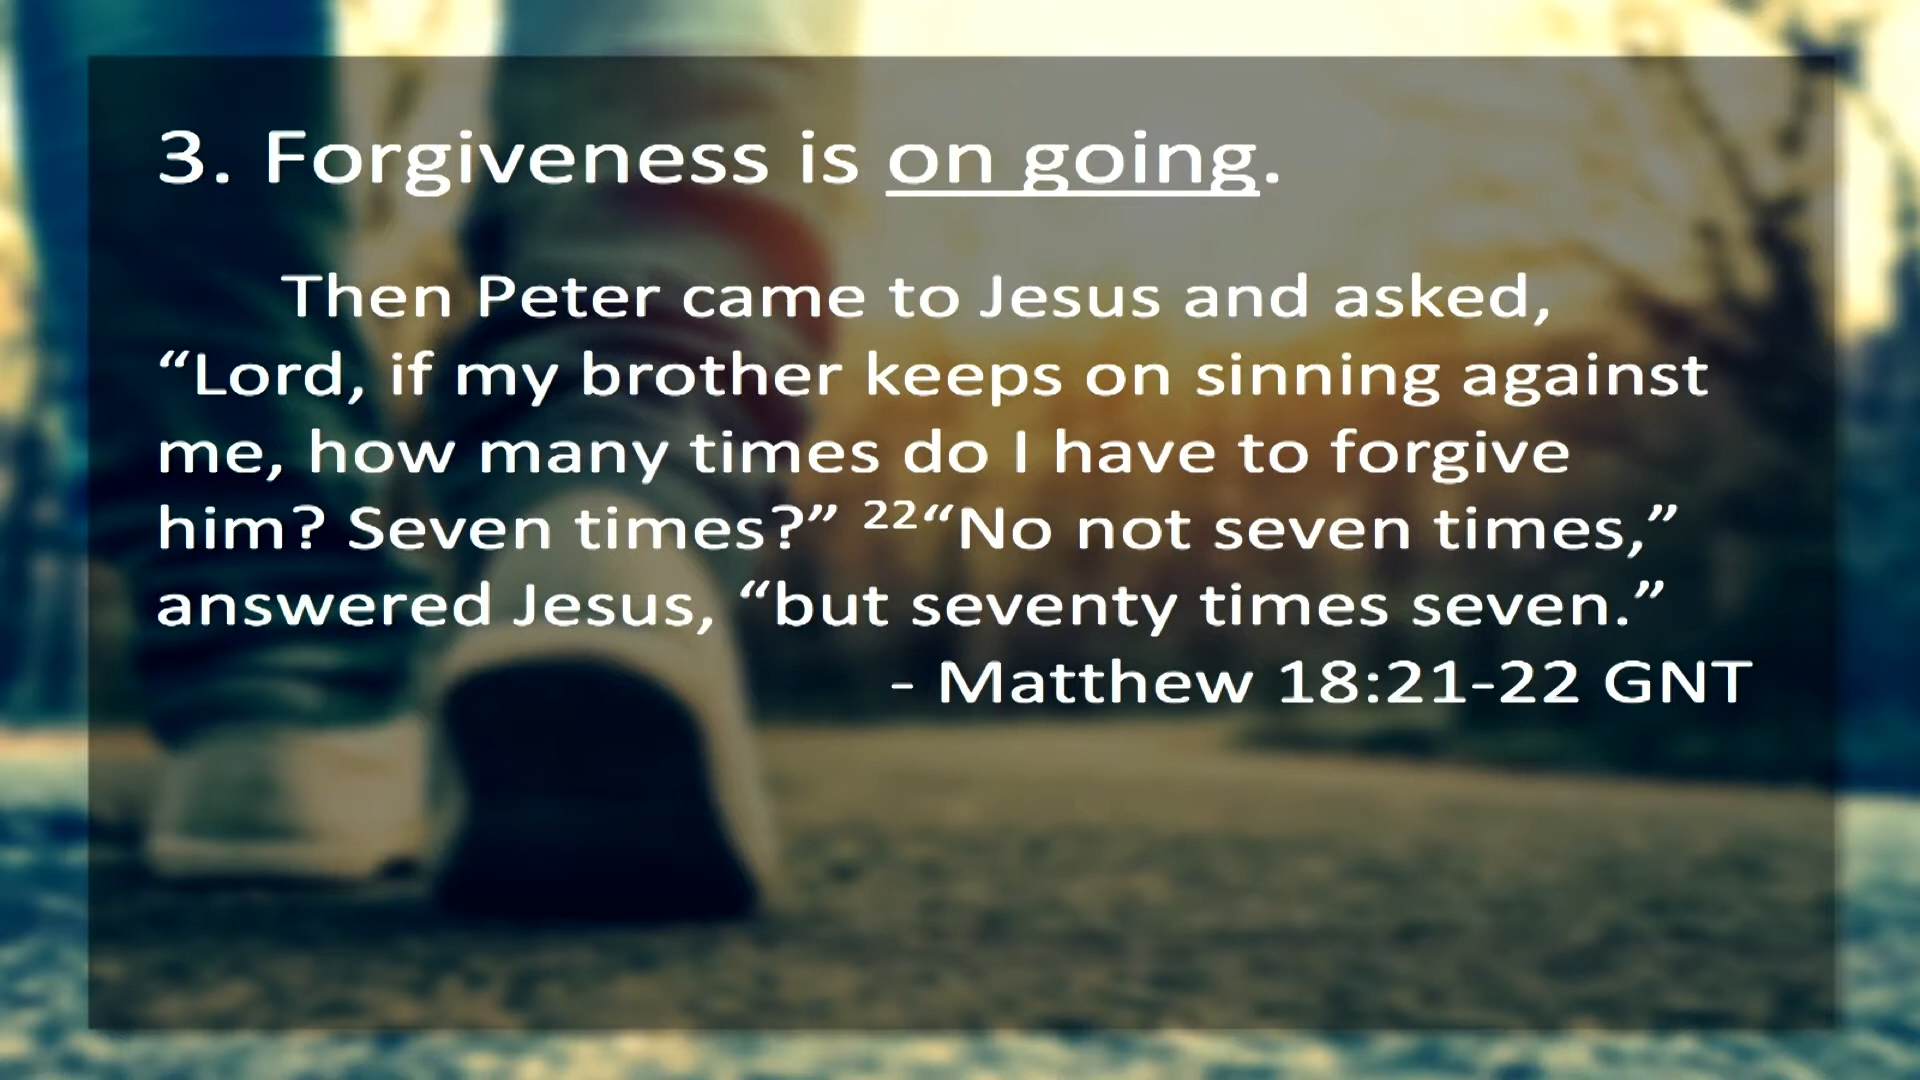 3. Forgiveness is on going.
Then Peter came to Jesus and asked,
“Lord, if my brother keeps on sinning against
me, how many times do I have to forgive
him? Seven times?” ²²“No not seven times,”
answered Jesus, “but seventy times seven.”
- Matthew 18:21-22 GNT